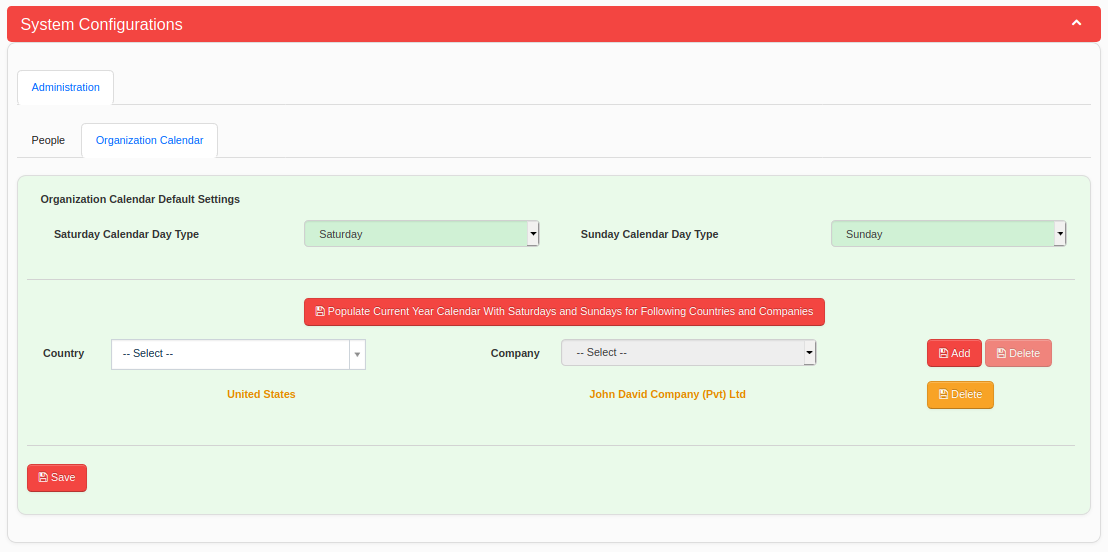 System Configurations
Administration
People Organization Calendar
Organization Calendar Default Settings
Saturday Calendar Day Type Saturday Sunday Calendar Day Type Sunday
Populate Current Year Calendar With Saturdays and Sundays for Following Countries and Companies
Country -- Select -- Company -- Select -- Add Delete
United States John David Company (Pvt) Ltd Delete
Save